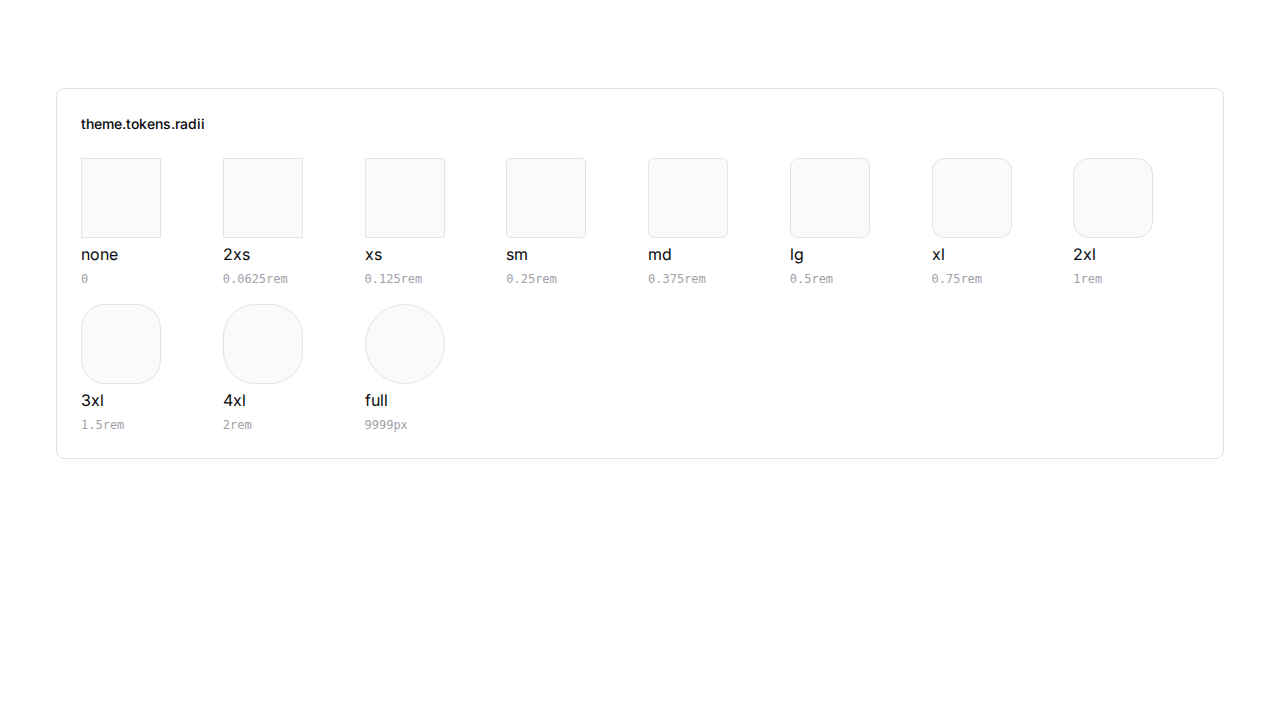 theme.tokens.radii
none 2xs xs sm md lg xl 2xl
0 0.0625rem 0.125rem 0.25rem 0.375rem 0.5rem 0.75rem 1rem
3xl 4xl full
1.5rem 2rem 9999px